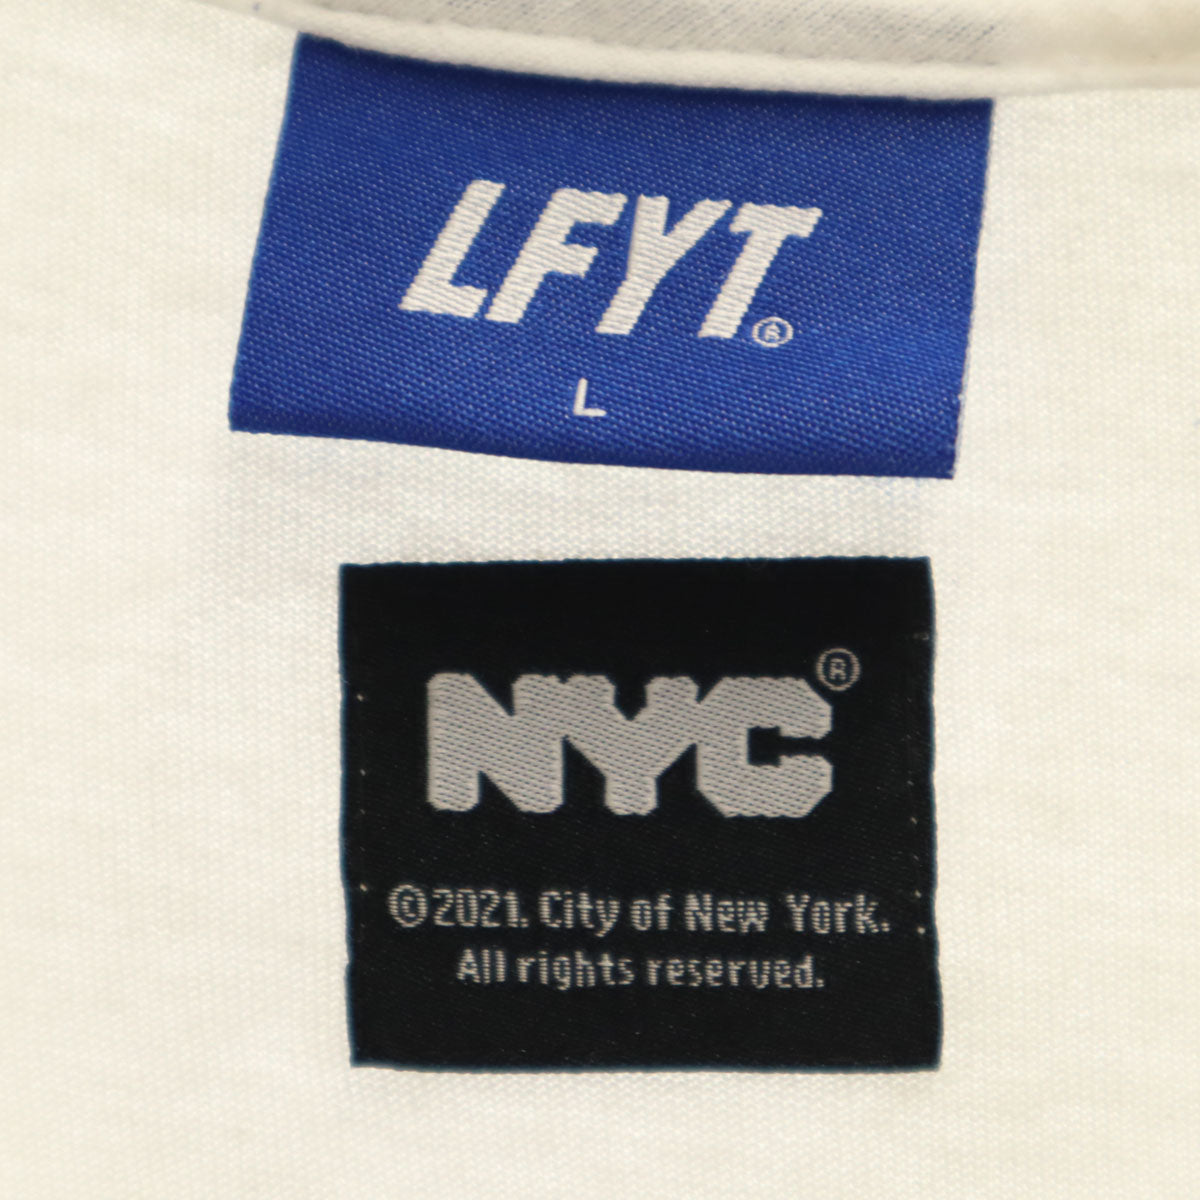 LFYT®
L
NYC®
©2021. City of New York.
All rights reserved.